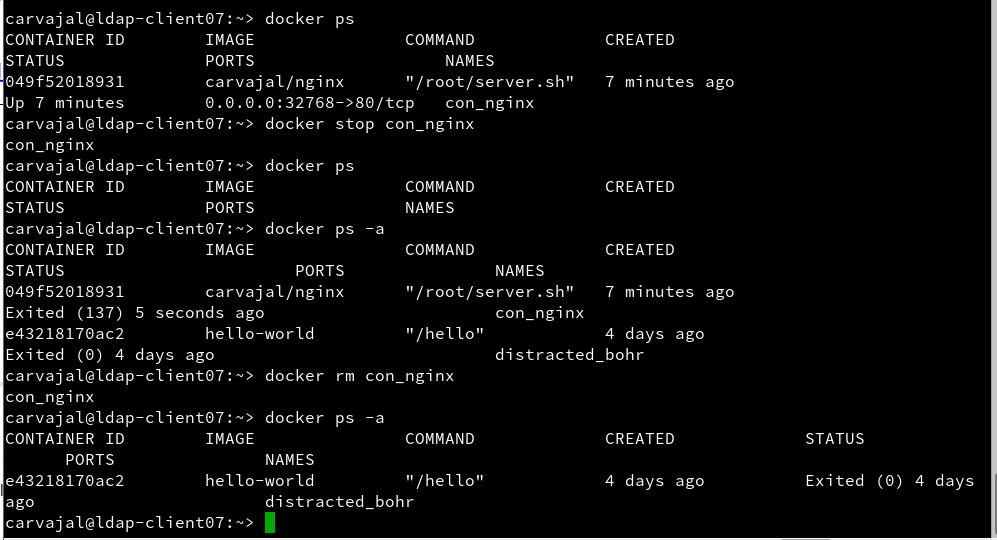 carvajal@ldap-client07:~> docker ps
CONTAINER ID        IMAGE               COMMAND             CREATED
STATUS              PORTS                   NAMES
049f52018931        carvajal/nginx      "/root/server.sh"   7 minutes ago
Up 7 minutes        0.0.0.0:32768->80/tcp   con_nginx
carvajal@ldap-client07:~> docker stop con_nginx
con_nginx
carvajal@ldap-client07:~> docker ps
CONTAINER ID        IMAGE               COMMAND             CREATED
STATUS              PORTS               NAMES
carvajal@ldap-client07:~> docker ps -a
CONTAINER ID        IMAGE               COMMAND             CREATED
STATUS                       PORTS               NAMES
049f52018931        carvajal/nginx      "/root/server.sh"   7 minutes ago
Exited (137) 5 seconds ago                       con_nginx
e43218170ac2        hello-world         "/hello"            4 days ago
Exited (0) 4 days ago                            distracted_bohr
carvajal@ldap-client07:~> docker rm con_nginx
con_nginx
carvajal@ldap-client07:~> docker ps -a
CONTAINER ID        IMAGE               COMMAND             CREATED             STATUS
      PORTS               NAMES
e43218170ac2        hello-world         "/hello"            4 days ago          Exited (0) 4 days
ago                       distracted_bohr
carvajal@ldap-client07:~>